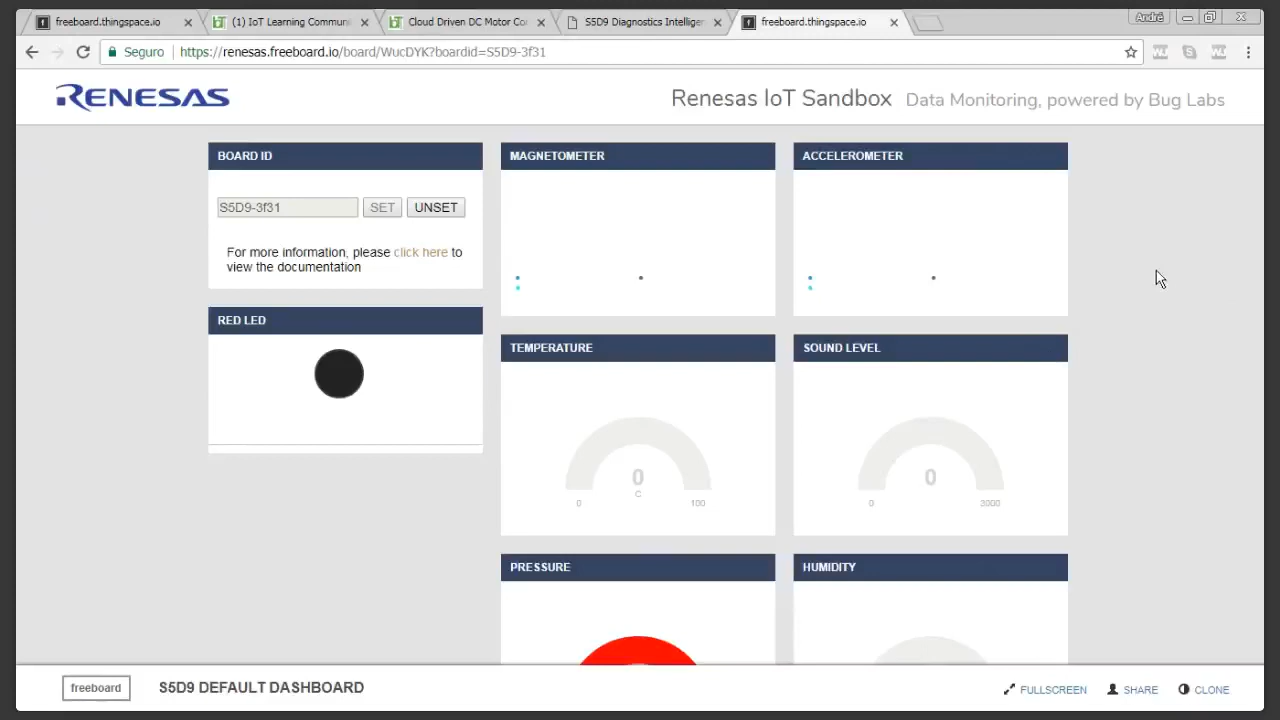 freeboard.thingspace.io
(1) IoT Learning Communi
Cloud Driven DC Motor Co
S5D9 Diagnostics Intelliger
freeboard.thingspace.io
André
Seguro
https://renesas.freeboard.io/board/WucDYK?boardid=S5D9-3f31
RENESAS
Renesas IoT Sandbox Data Monitoring, powered by Bug Labs
BOARD ID
S5D9-3f31 SET UNSET
For more information, please click here to
view the documentation
RED LED
MAGNETOMETER
ACCELEROMETER
TEMPERATURE
0
C
0 100
SOUND LEVEL
0
0 3000
PRESSURE
HUMIDITY
freeboard
S5D9 DEFAULT DASHBOARD
FULLSCREEN SHARE CLONE